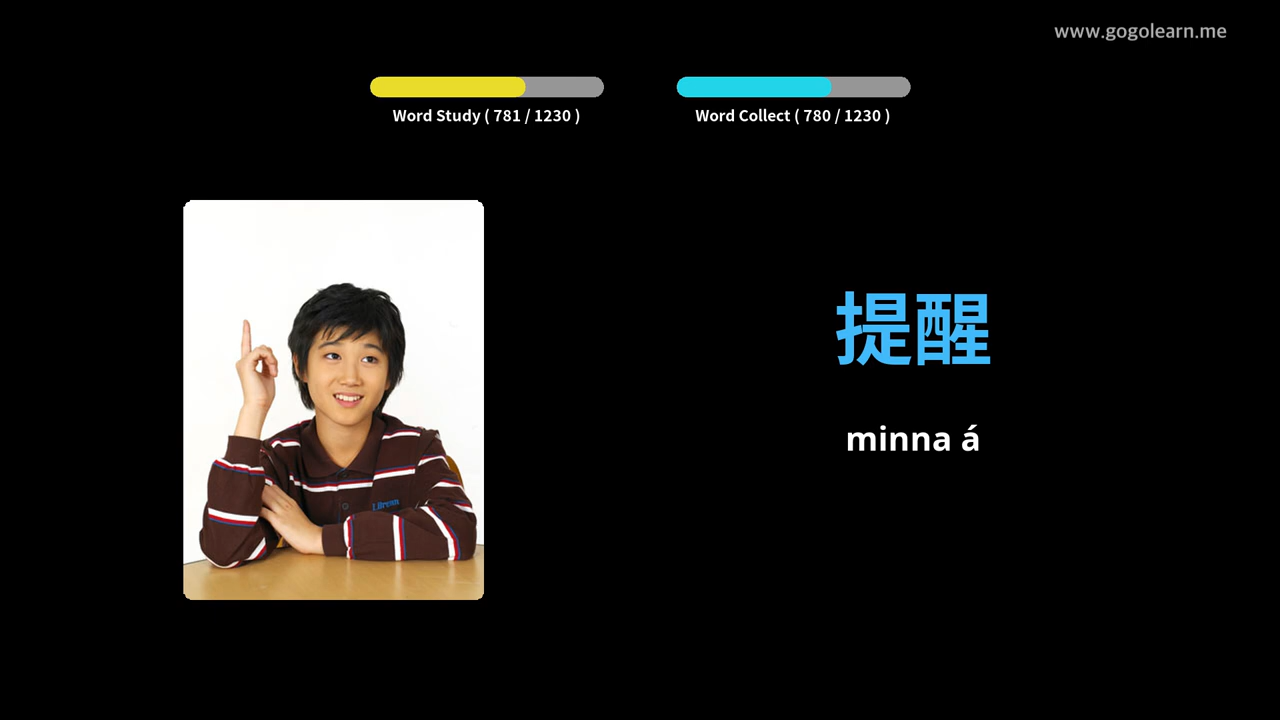 www.gogolearn.me
Word Study ( 781 / 1230 )
Word Collect ( 780 / 1230 )
提醒
minna á